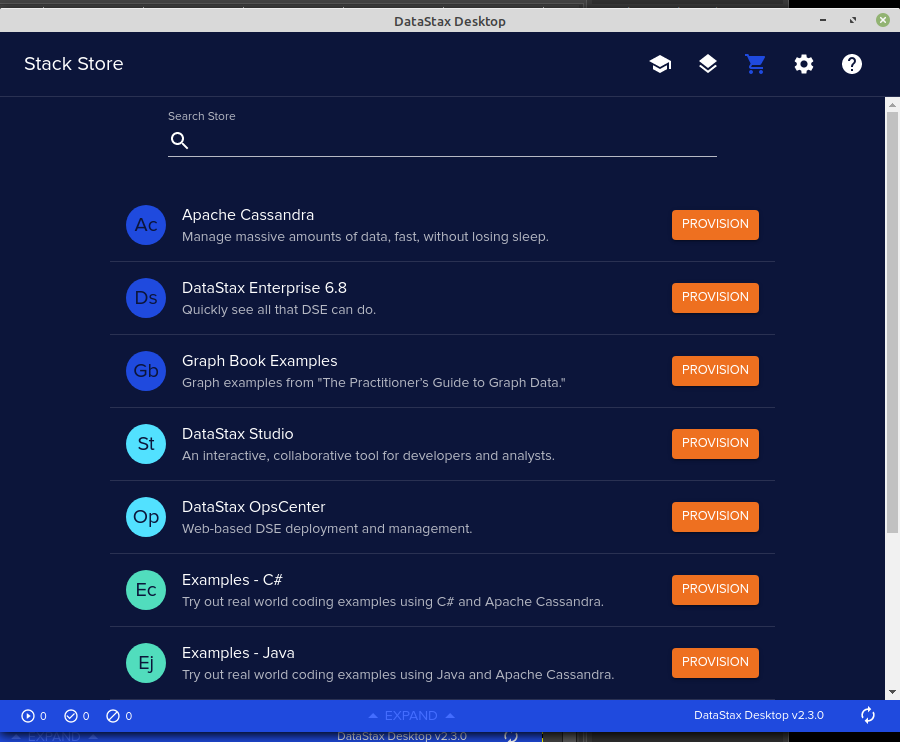 DataStax Desktop
Stack Store
Search Store
Ac
Apache Cassandra
Manage massive amounts of data, fast, without losing sleep.
PROVISION
Ds
DataStax Enterprise 6.8
Quickly see all that DSE can do.
PROVISION
Gb
Graph Book Examples
Graph examples from "The Practitioner's Guide to Graph Data."
PROVISION
St
DataStax Studio
An interactive, collaborative tool for developers and analysts.
PROVISION
Op
DataStax OpsCenter
Web-based DSE deployment and management.
PROVISION
Ec
Examples - C#
Try out real world coding examples using C# and Apache Cassandra.
PROVISION
Ej
Examples - Java
Try out real world coding examples using Java and Apache Cassandra.
PROVISION
0 0 0 EXPAND DataStax Desktop v2.3.0
EXPAND DataStax Desktop v2.3.0